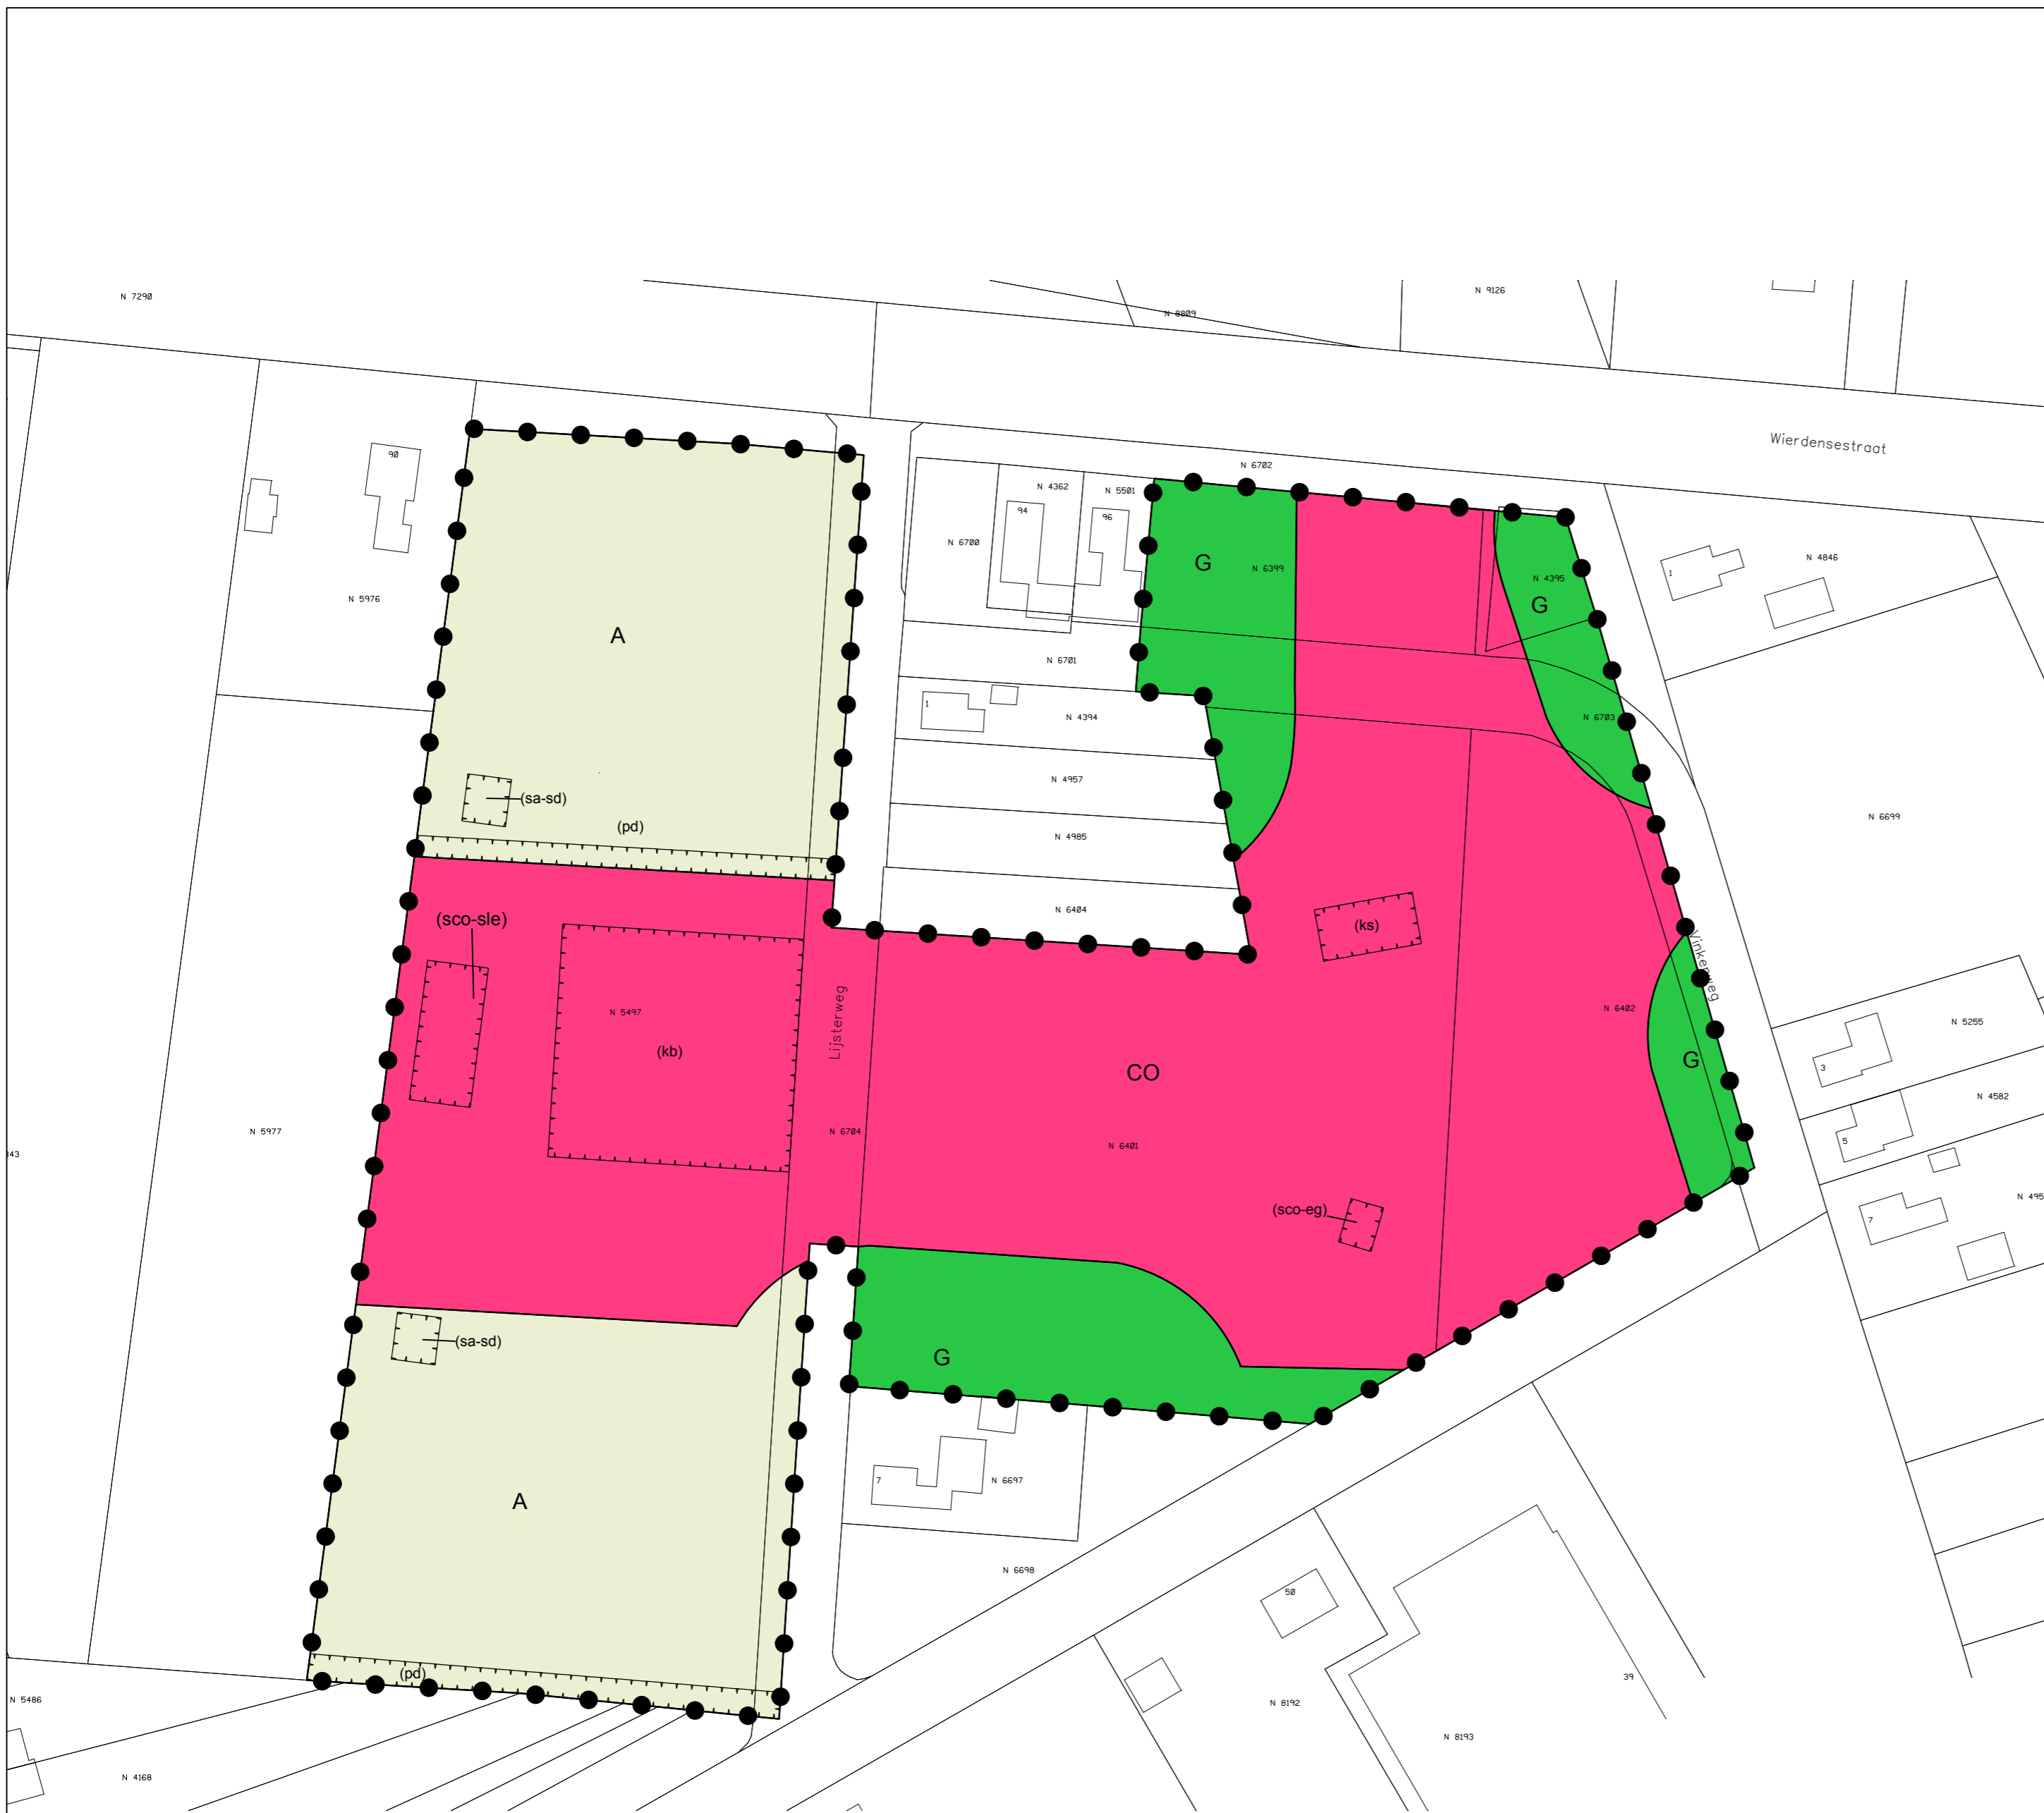 N 7290
N 8809
N 9126
Wierdensestraat
90
N 6702
N 4362
N 5501
94
96
N 6700
G
N 6399
N 4395
G
1
N 4846
N 5976
A
N 6701
1
N 4394
N 6703
N 4957
(sa-sd)
(pd)
N 4985
N 6699
N 6404
(sco-sle)
(ks)
Vinkenweg
N 5497
Lijsterweg
N 6402
N 5255
(kb)
CO
G
3
N 4582
N 5977
N 6704
N 6401
5
N 495
(sco-eg)
7
(sa-sd)
G
7
N 6697
A
N 6698
50
(pd)
39
N 5486
N 8192
N 8193
N 4168